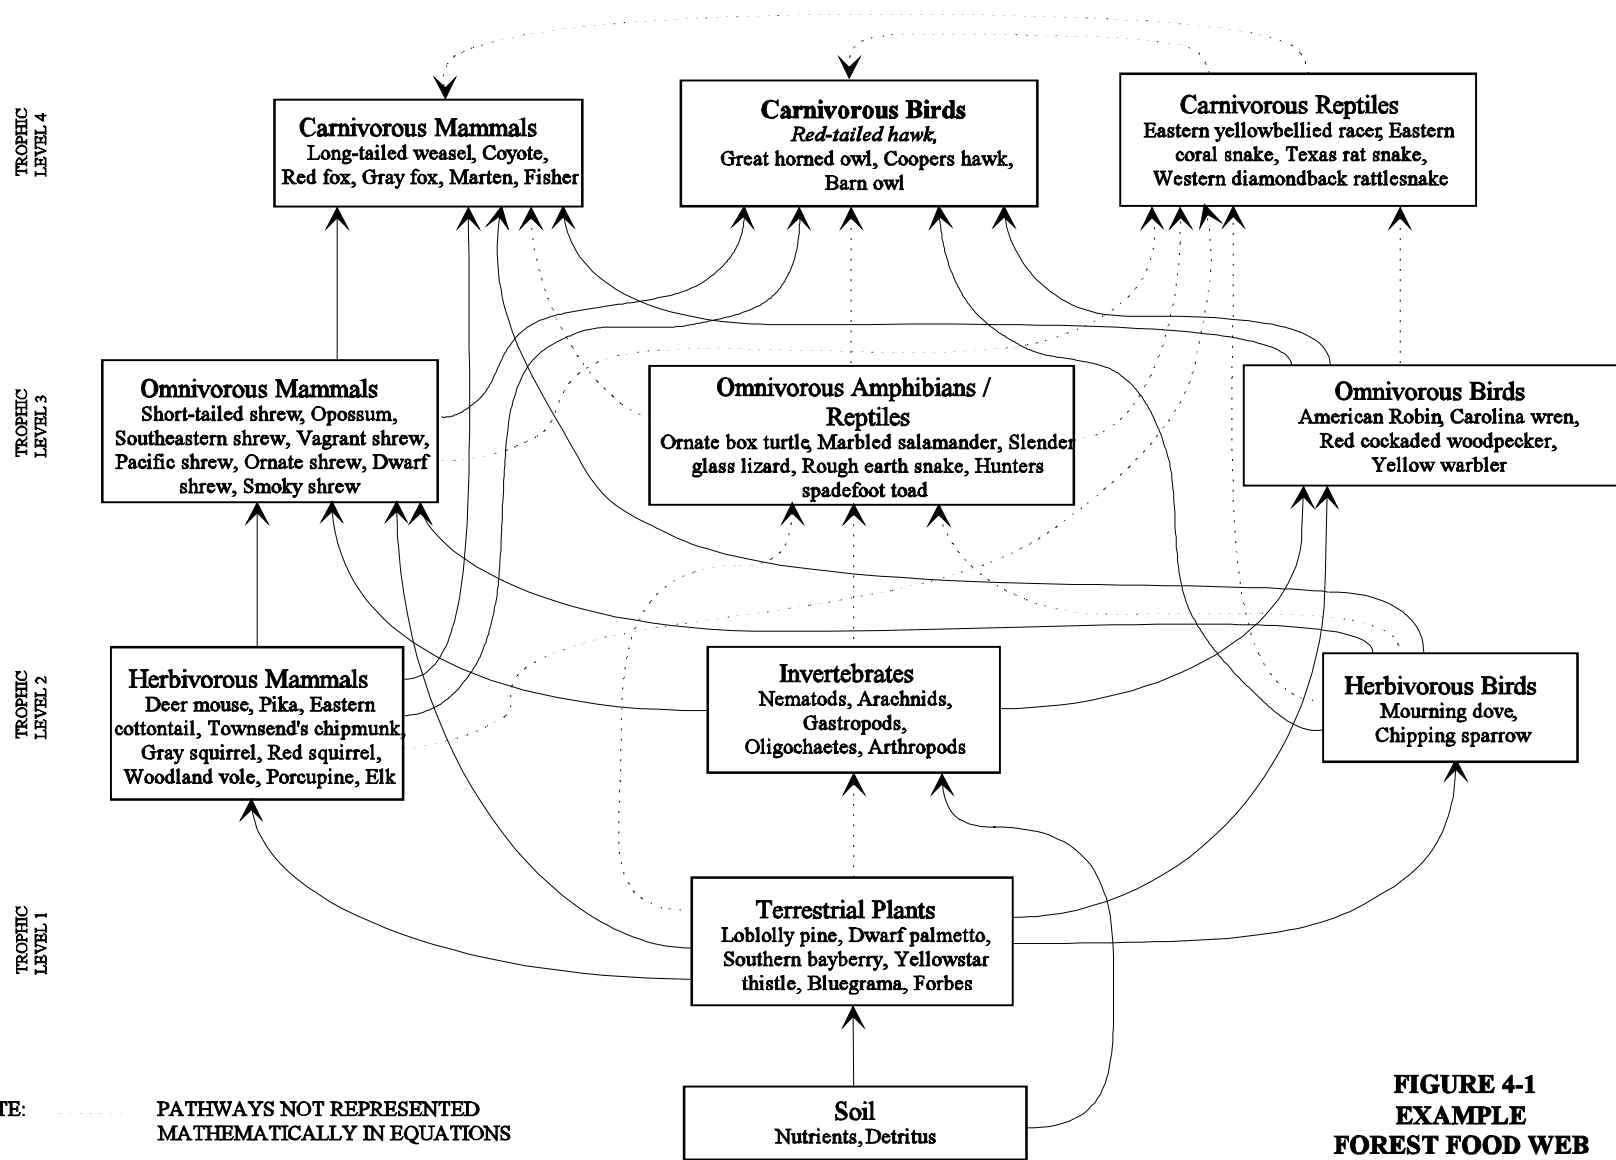 TROPHIC
LEVEL 4
Carnivorous Mammals
Long-tailed weasel, Coyote,
Red fox, Gray fox, Marten, Fisher
Carnivorous Birds
Red-tailed hawk,
Great horned owl, Coopers hawk,
Barn owl
Carnivorous Reptiles
Eastern yellowbellied racer, Eastern
coral snake, Texas rat snake,
Western diamondback rattlesnake
TROPHIC
LEVEL 3
Omnivorous Mammals
Short-tailed shrew, Opossum,
Southeastern shrew, Vagrant shrew,
Pacific shrew, Ornate shrew, Dwarf
shrew, Smoky shrew
Omnivorous Amphibians /
Reptiles
Ornate box turtle, Marbled salamander, Slender
glass lizard, Rough earth snake, Hunters
spadefoot toad
Omnivorous Birds
American Robin, Carolina wren,
Red cockaded woodpecker,
Yellow warbler
TROPHIC
LEVEL 2
Herbivorous Mammals
Deer mouse, Pika, Eastern
cottontail, Townsend's chipmunk,
Gray squirrel, Red squirrel,
Woodland vole, Porcupine, Elk
Invertebrates
Nematods, Arachnids,
Gastropods,
Oligochaetes, Arthropods
Herbivorous Birds
Mourning dove,
Chipping sparrow
TROPHIC
LEVEL 1
Terrestrial Plants
Loblolly pine, Dwarf palmetto,
Southern bayberry, Yellowstar
thistle, Bluegrama, Forbes
Soil
Nutrients, Detritus
TE:
PATHWAYS NOT REPRESENTED
MATHEMATICALLY IN EQUATIONS
FIGURE 4-1
EXAMPLE
FOREST FOOD WEB